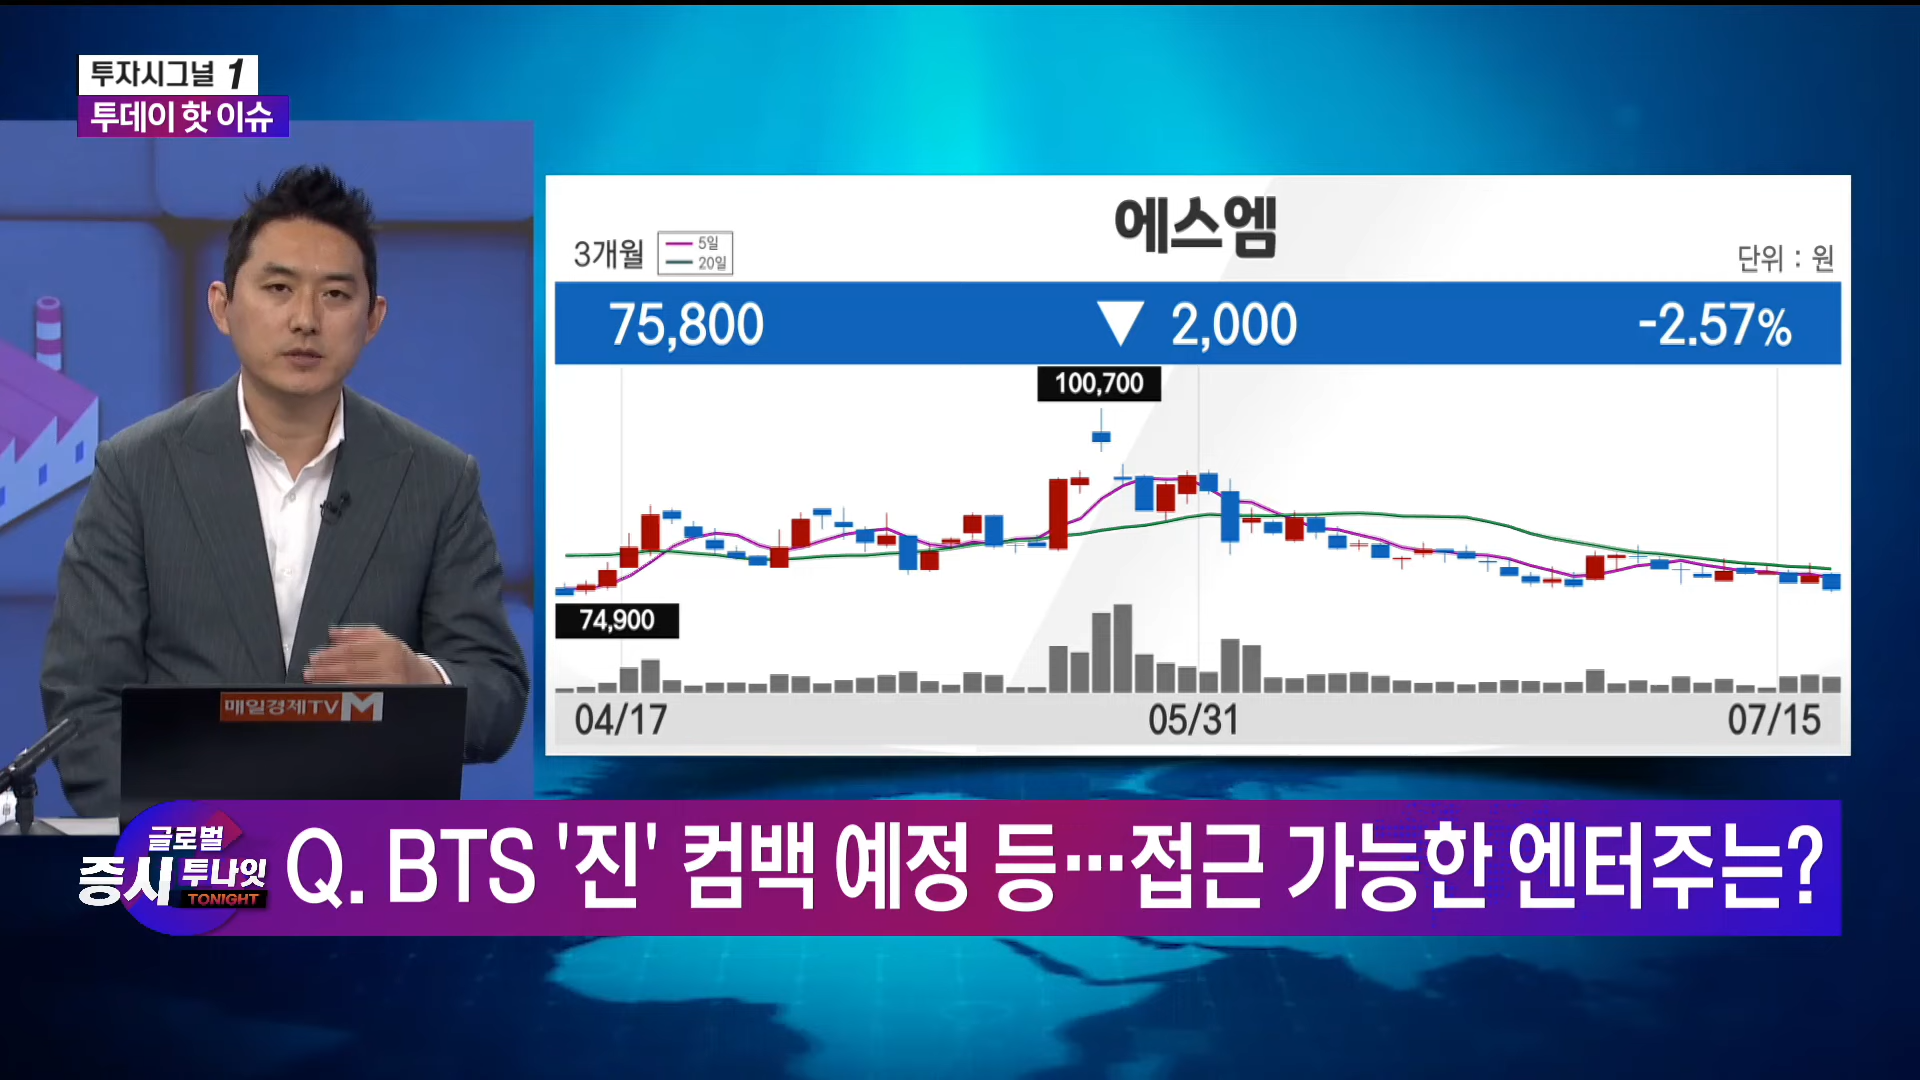 투자시그널 1
투데이 핫 이슈
에스엠
3개월
5일
20일
단위 : 원
75,800 ▼ 2,000 -2.57%
100,700
74,900
04/17 05/31 07/15
매일경제TV M
글로벌
증시 투나잇
TONIGHT
Q. BTS '진' 컴백 예정 등…접근 가능한 엔터주는?